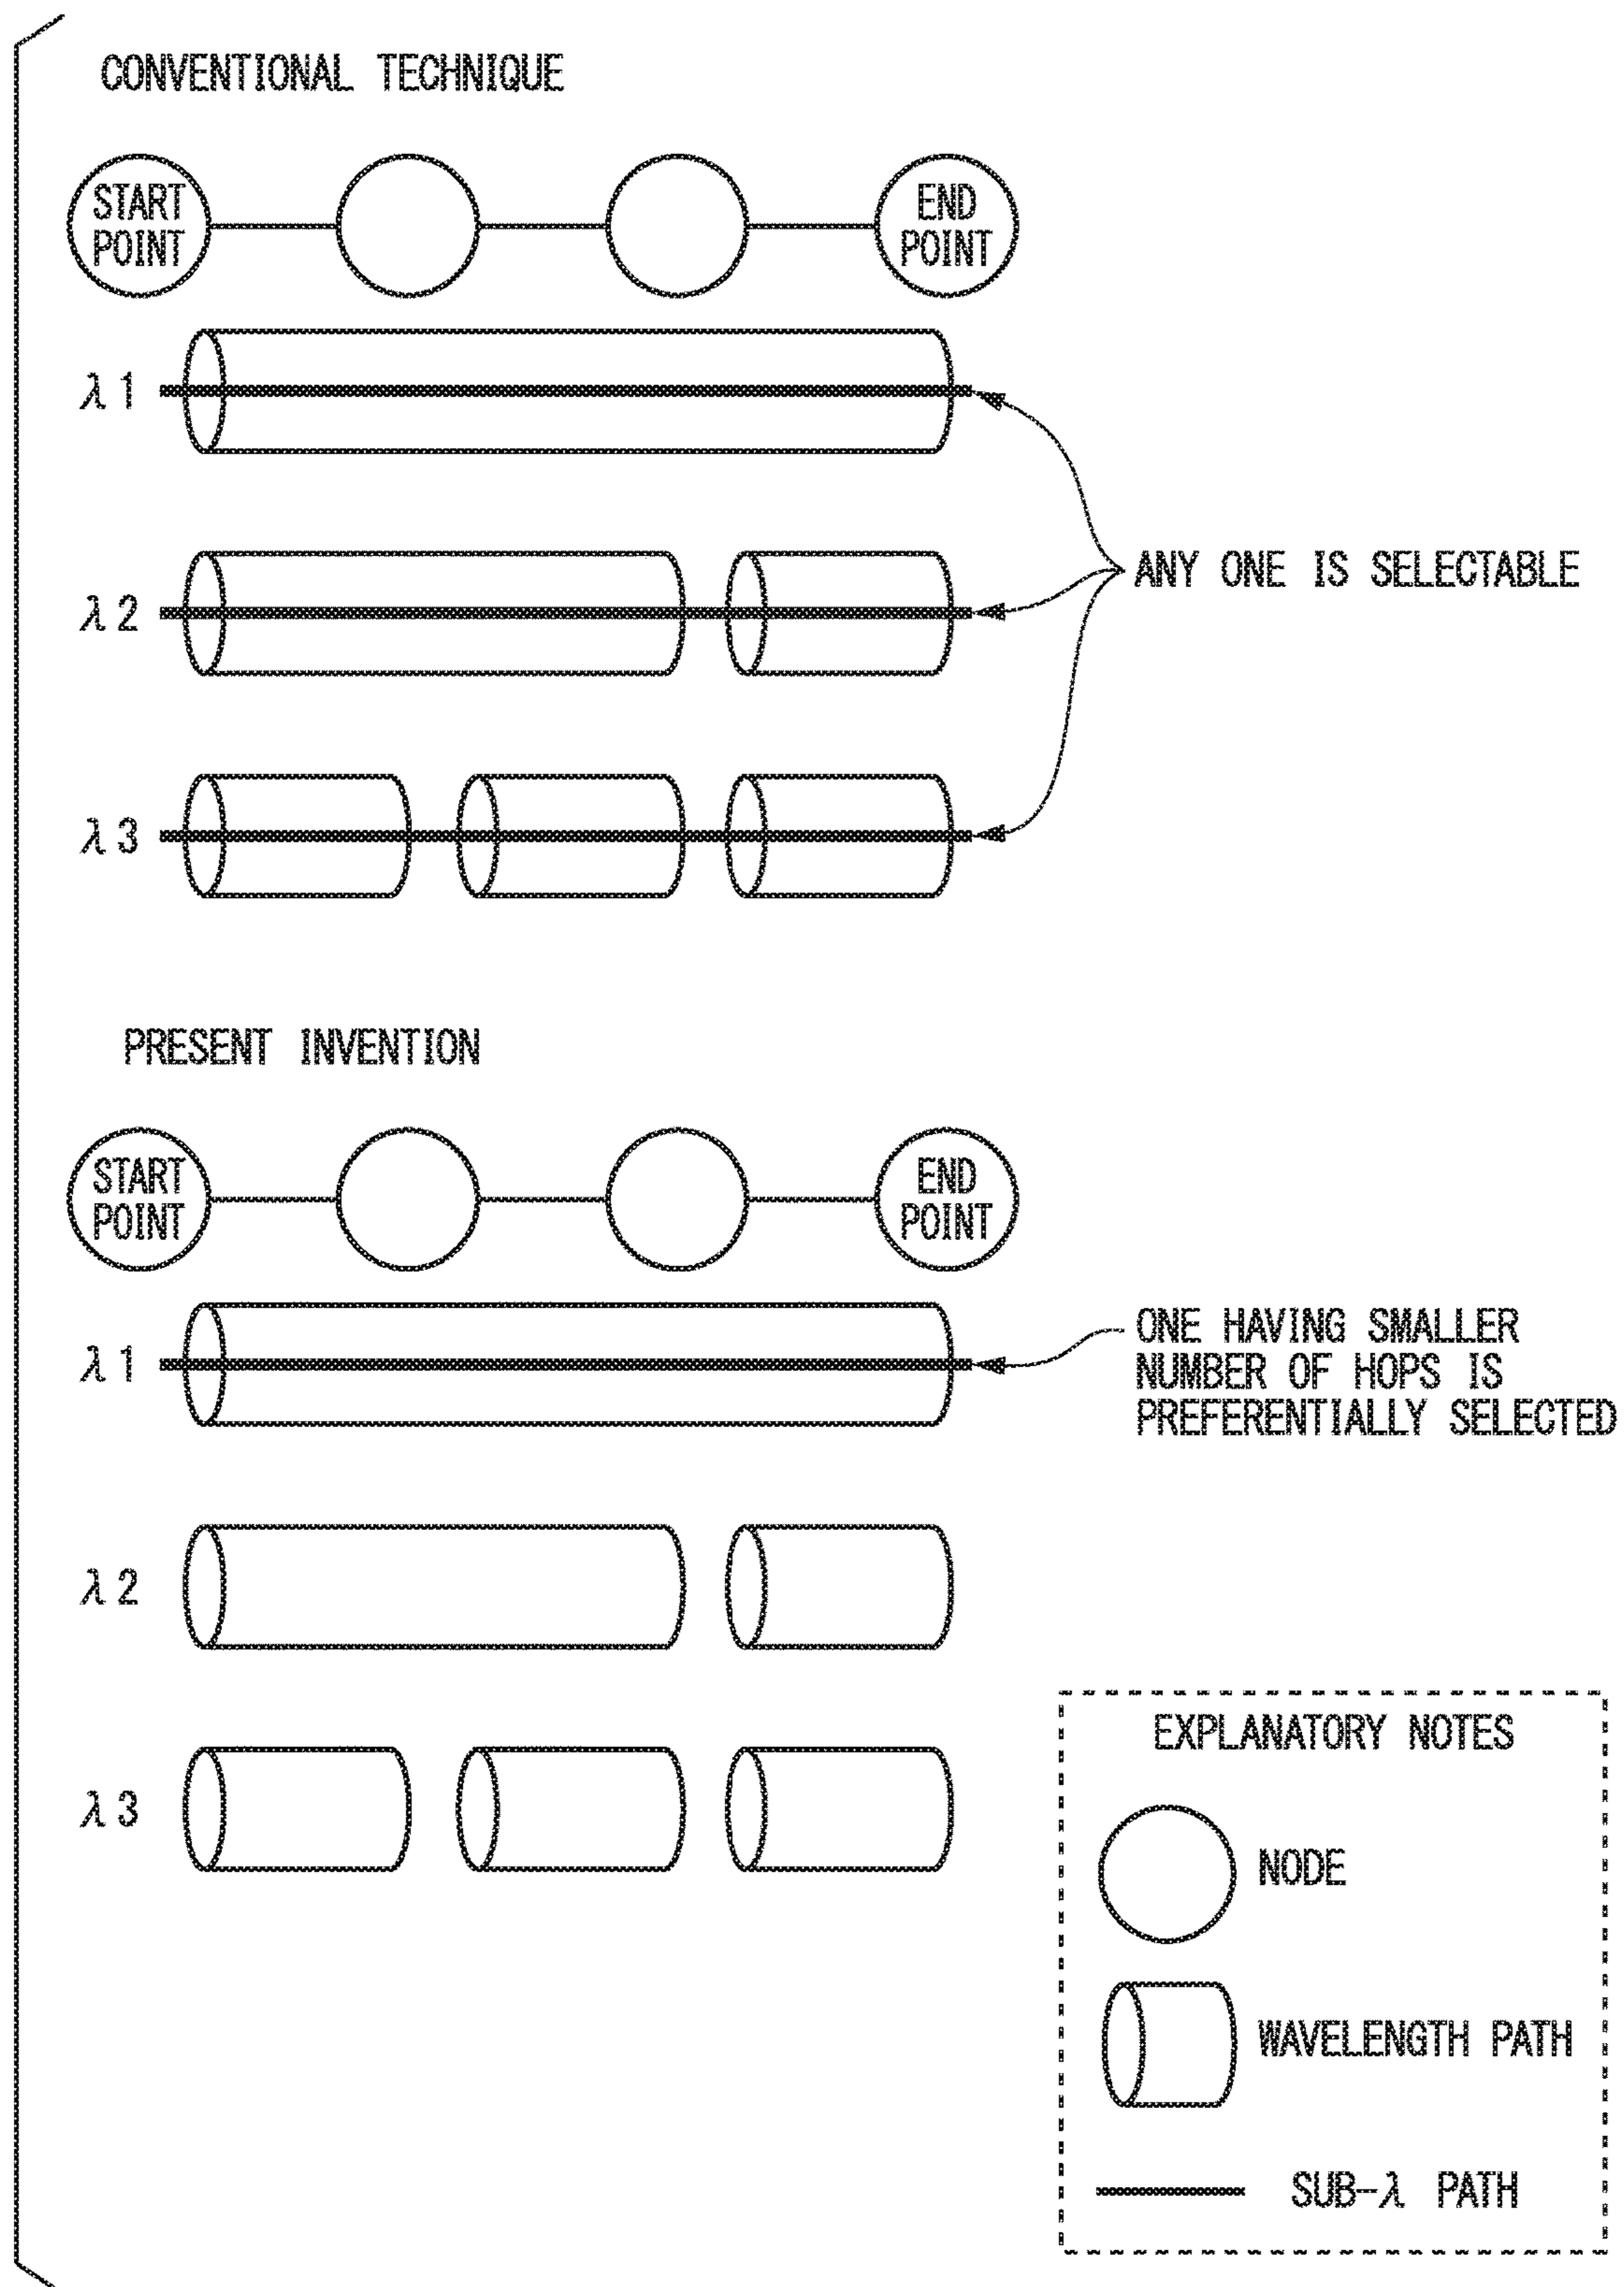 CONVENTIONAL TECHNIQUE
START
POINT
END
POINT
λ1
λ2
ANY ONE IS SELECTABLE
λ3
PRESENT INVENTION
START
POINT
END
POINT
λ1
ONE HAVING SMALLER
NUMBER OF HOPS IS
PREFERENTIALLY SELECTED
λ2
λ3
EXPLANATORY NOTES
NODE
WAVELENGTH PATH
SUB-λ PATH